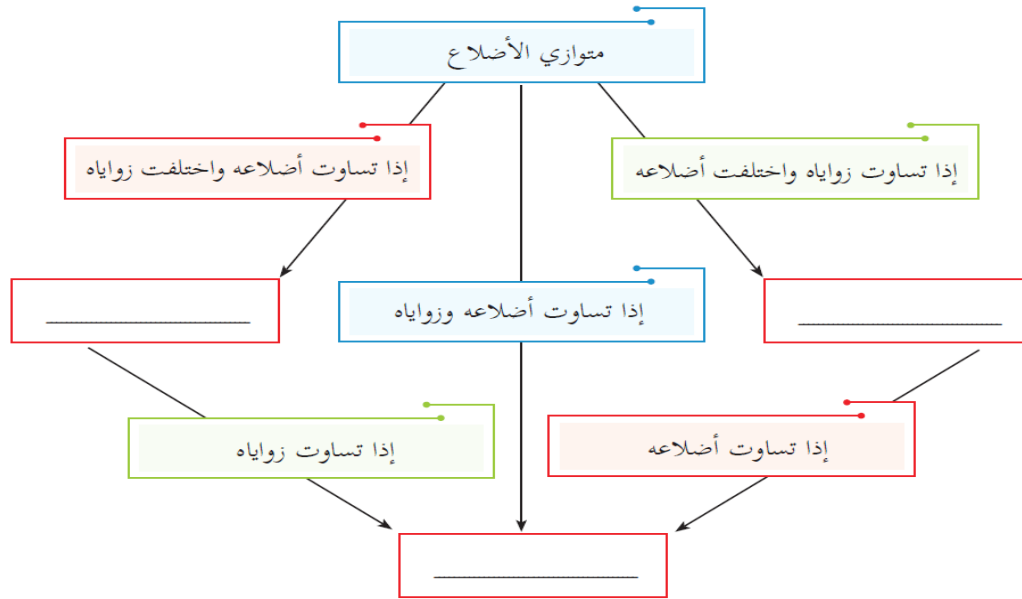 متوازي الأضلاع
إذا تساوت زواياه واختلفت أضلاعه
إذا تساوت أضلاعه واختلفت زواياه
إذا تساوت أضلاعه وزواياه
إذا تساوت أضلاعه
إذا تساوت زواياه